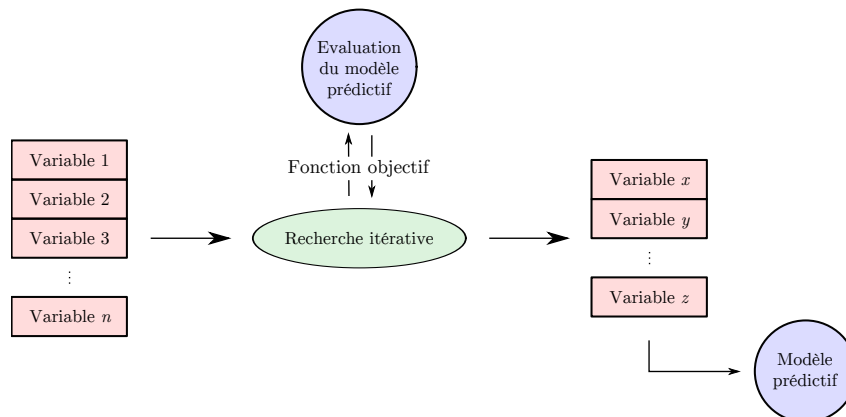 Evaluation
du modèle
prédictif
Fonction objectif
Variable 1
Variable 2
Variable 3
⋮
Variable n
Recherche itérative
Variable x
Variable y
⋮
Variable z
Modèle
prédictif